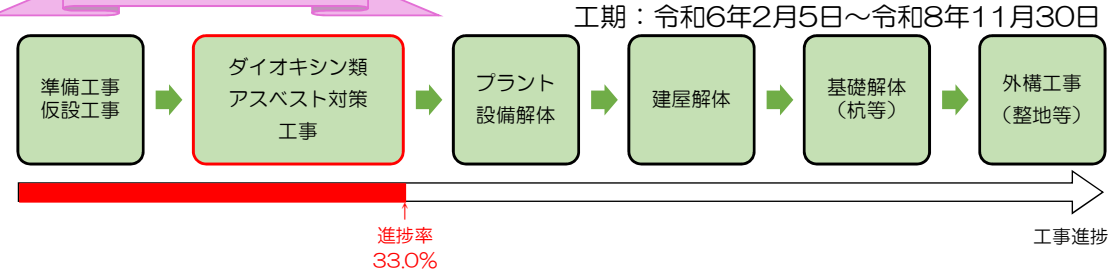 工期：令和6年2月5日～令和8年11月30日
準備工事
仮設工事
ダイオキシン類
アスベスト対策
工事
プラント
設備解体
建屋解体
基礎解体
（杭等）
外構工事
（整地等）
進捗率
33.0%
工事進捗